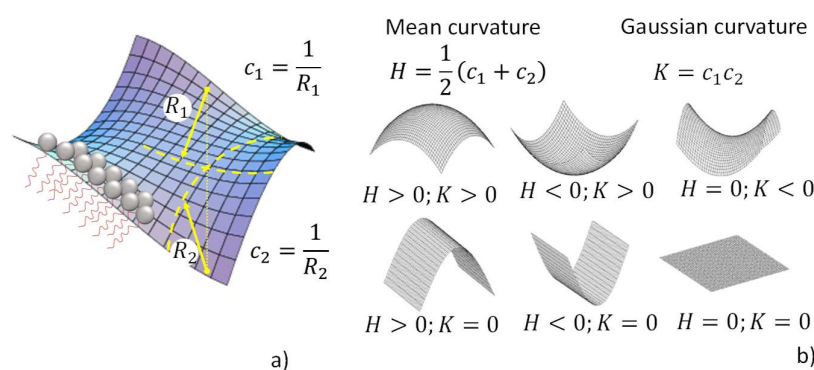 c₁ = 1/R₁
R₁
R₂
c₂ = 1/R₂
a)
Mean curvature
Gaussian curvature
H = 1/2(c₁ + c₂)
K = c₁c₂
H > 0; K > 0
H < 0; K > 0
H = 0; K < 0
H > 0; K = 0
H < 0; K = 0
H = 0; K = 0
b)